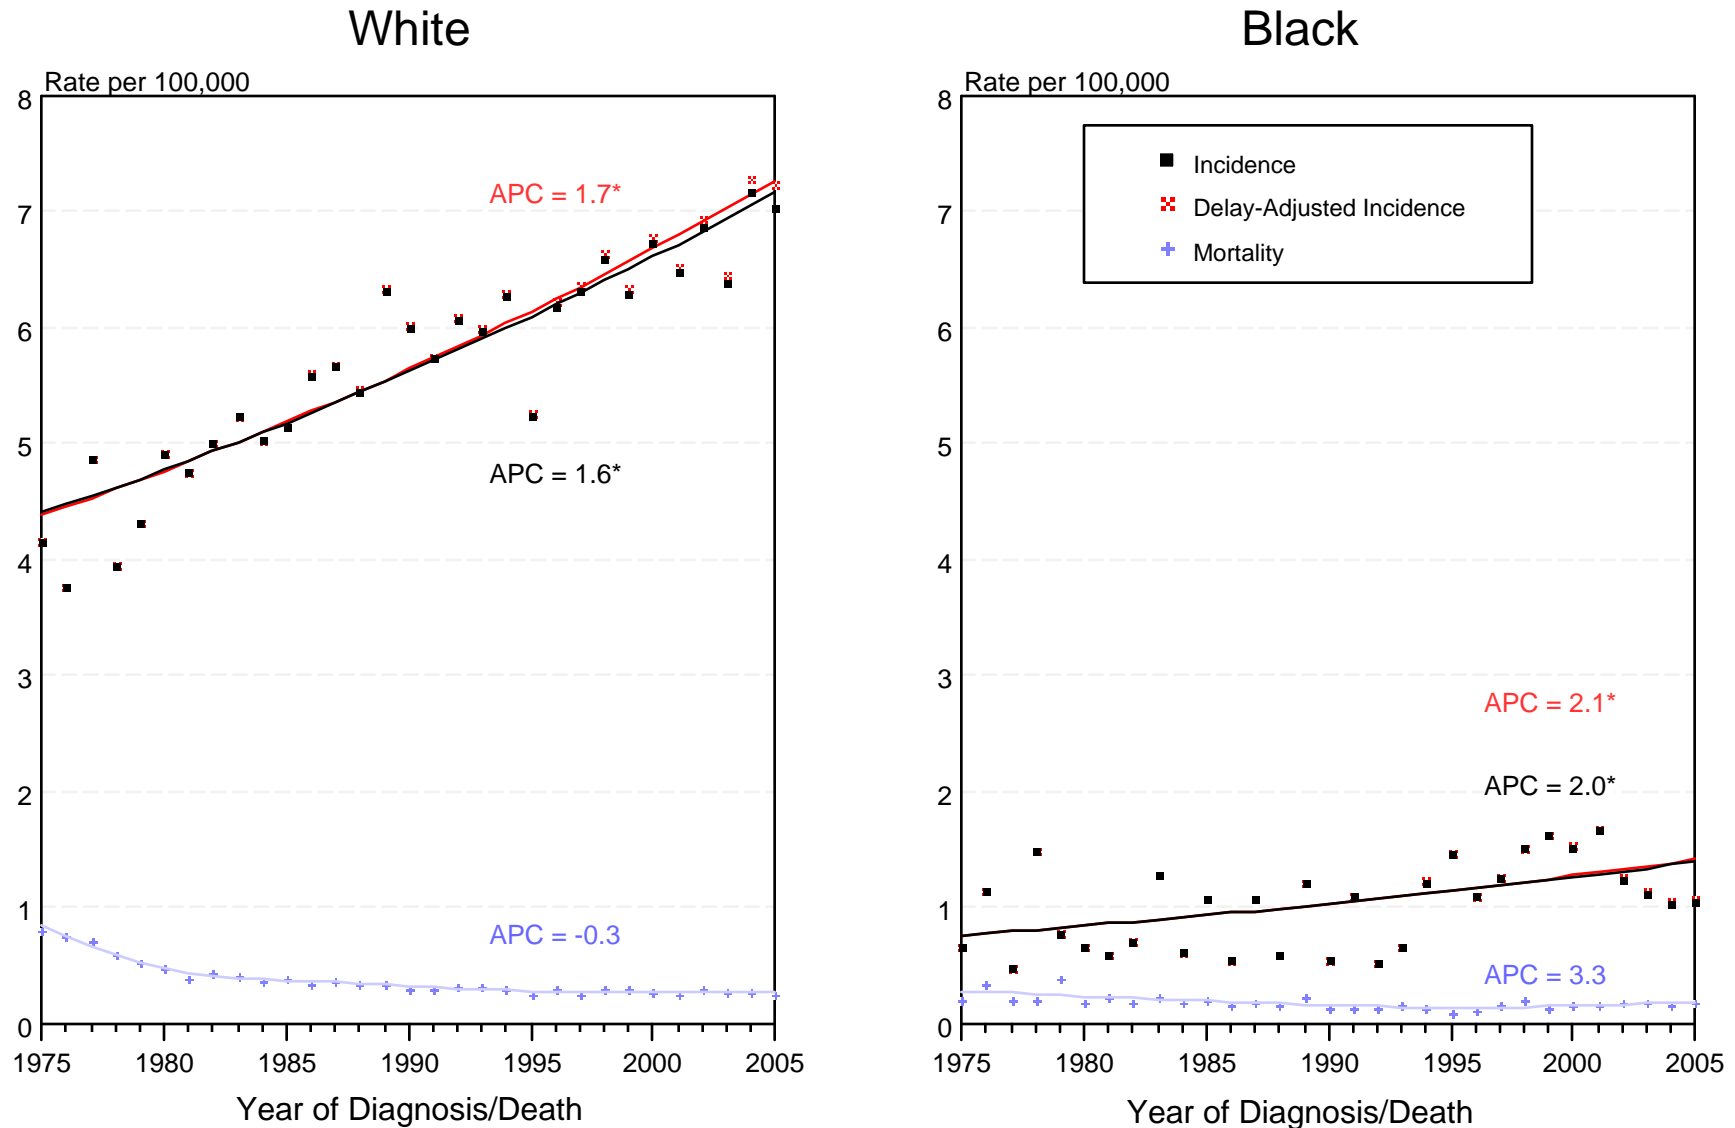 White
Rate per 100,000
8
7
6
5
4
3
2
1
0
APC = 1.7*
APC = 1.6*
APC = -0.3
1975 1980 1985 1990 1995 2000 2005
Year of Diagnosis/Death
Black
Rate per 100,000
8
7
6
5
4
3
2
1
0
Incidence
Delay-Adjusted Incidence
Mortality
APC = 2.1*
APC = 2.0*
APC = 3.3
1975 1980 1985 1990 1995 2000 2005
Year of Diagnosis/Death